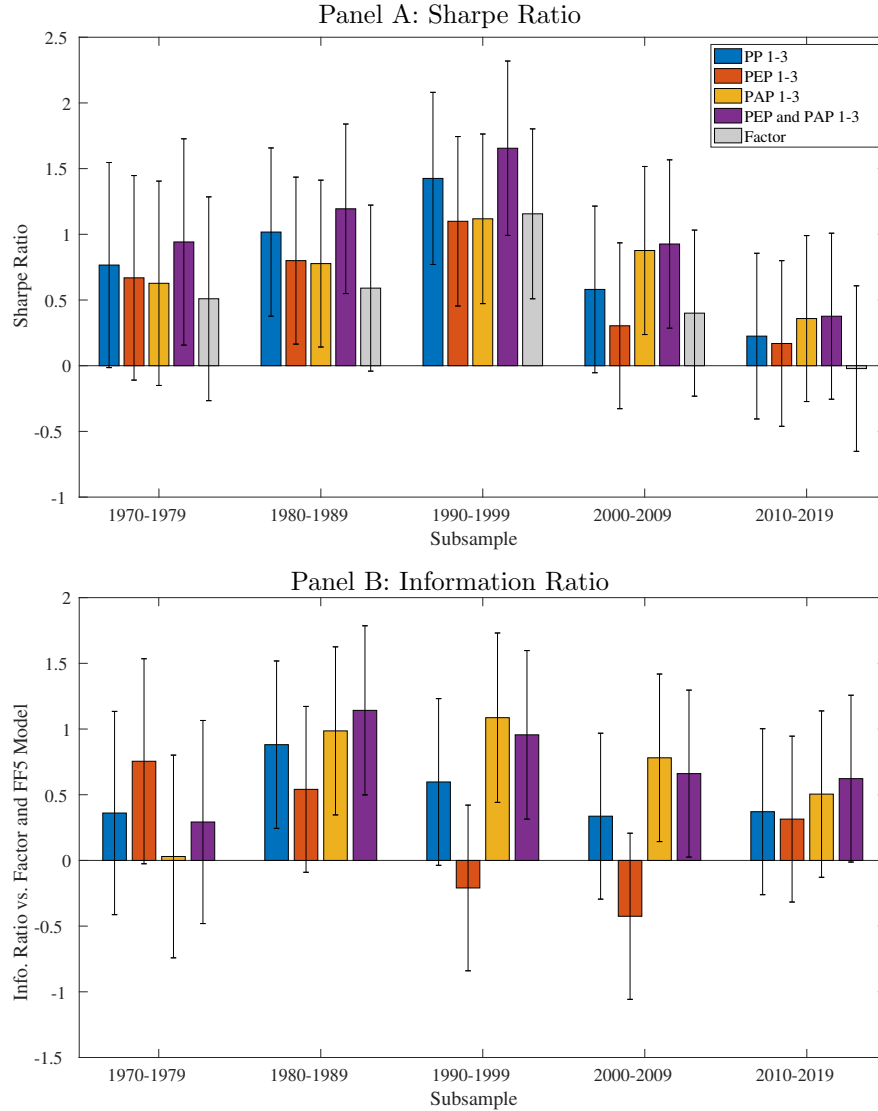 Panel A: Sharpe Ratio
2.5
2
1.5
1
0.5
0
-0.5
-1
Sharpe Ratio
PP 1-3
PEP 1-3
PAP 1-3
PEP and PAP 1-3
Factor
1970-1979
1980-1989
1990-1999
2000-2009
2010-2019
Subsample
Panel B: Information Ratio
2
1.5
1
0.5
0
-0.5
-1
-1.5
Info. Ratio vs. Factor and FF5 Model
1970-1979
1980-1989
1990-1999
2000-2009
2010-2019
Subsample